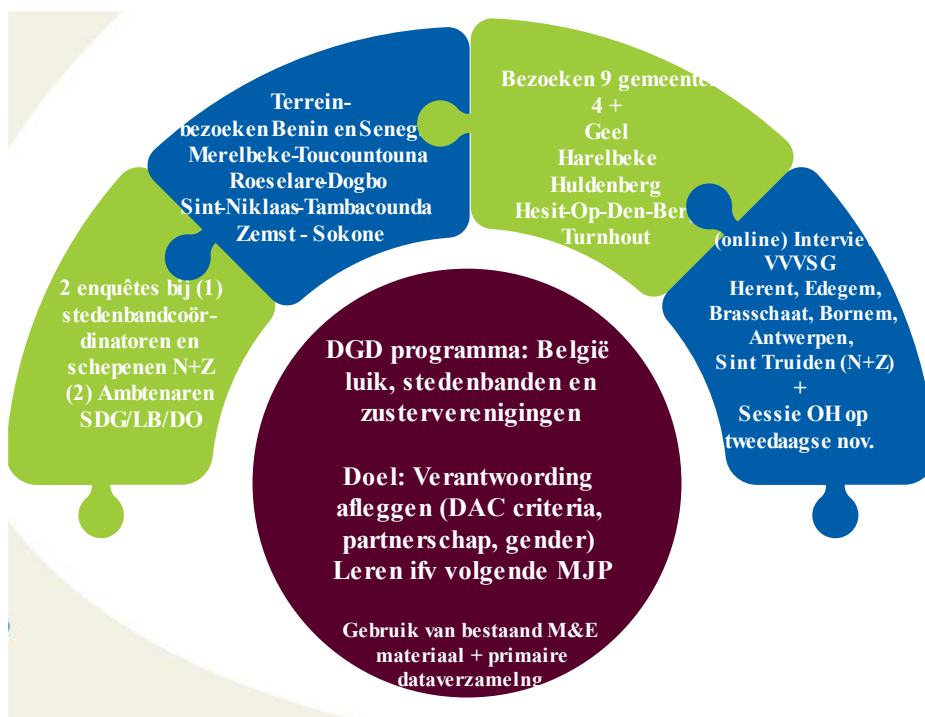 2 enquêtes bij (1)
stedenbandcoör-
dinatoren en
schepenen N+Z
(2) Ambtenaren
SDG/LB/DO
Terrein-
bezoeken Benin en Seneg
Merelbeke-Toucountouna
Roeselare-Dogbo
Sint-Niklaas-Tambacounda
Zemst - Sokone
Bezoeken 9 gemeente
4 +
Geel
Harelbeke
Huldenberg
Hesit-Op-Den-Ber
Turnhout
(online) Intervie
VVVSG
Herent, Edegem,
Brasschaat, Bornem,
Antwerpen,
Sint Truiden (N+Z)
+
Sessie OH op
tweedaagse nov.
DGD programma: België
luik, stedenbanden en
zusterverenigingen
Doel: Verantwoording
afleggen (DAC criteria,
partnerschap, gender)
Leren ifv volgende MJP
Gebruik van bestaand M&E
materiaal + primaire
dataverzamelng